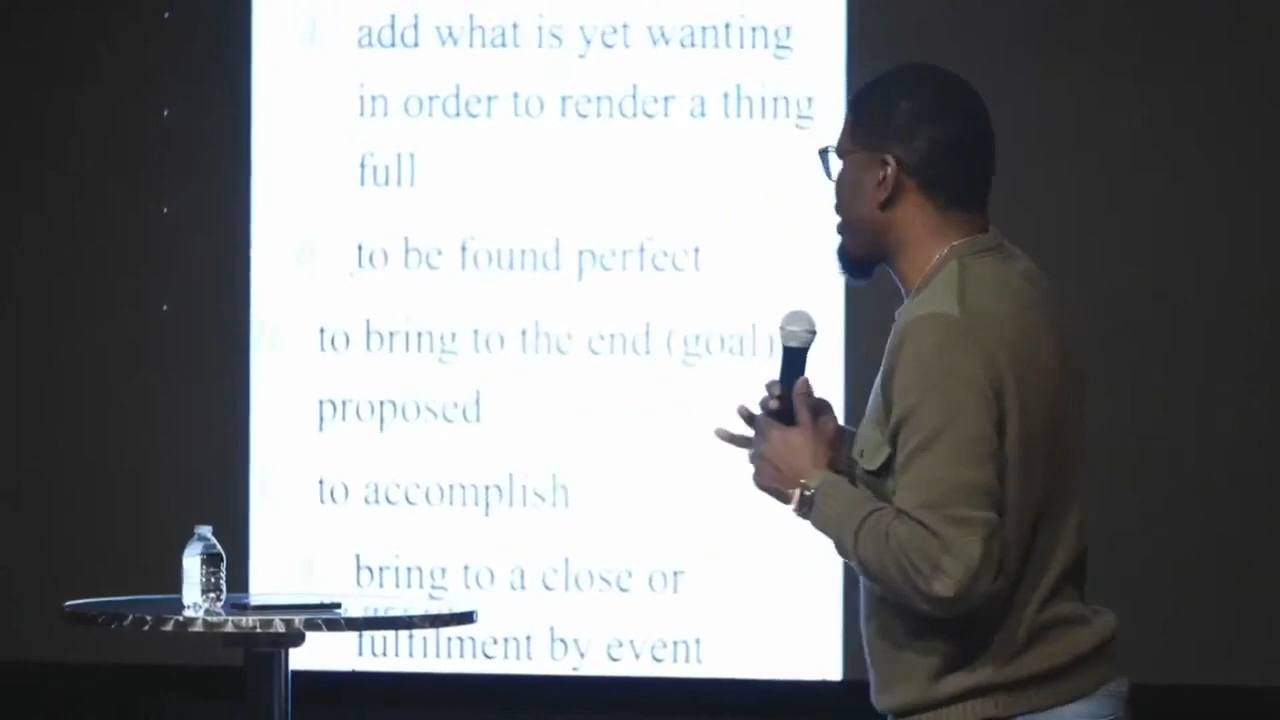 add what is yet wanting
in order to render a thing
full
to be found perfect
to bring to the end (goal)
proposed
to accomplish
bring to a close or
fulfilment by event